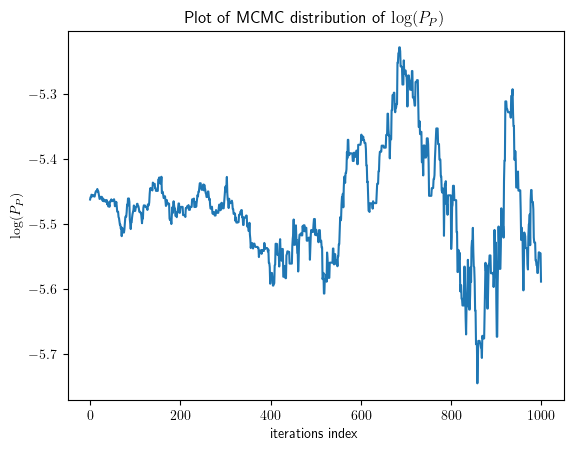 Plot of MCMC distribution of log(P_P)
log(P_P)
−5.3
−5.4
−5.5
−5.6
−5.7
0 200 400 600 800 1000
iterations index